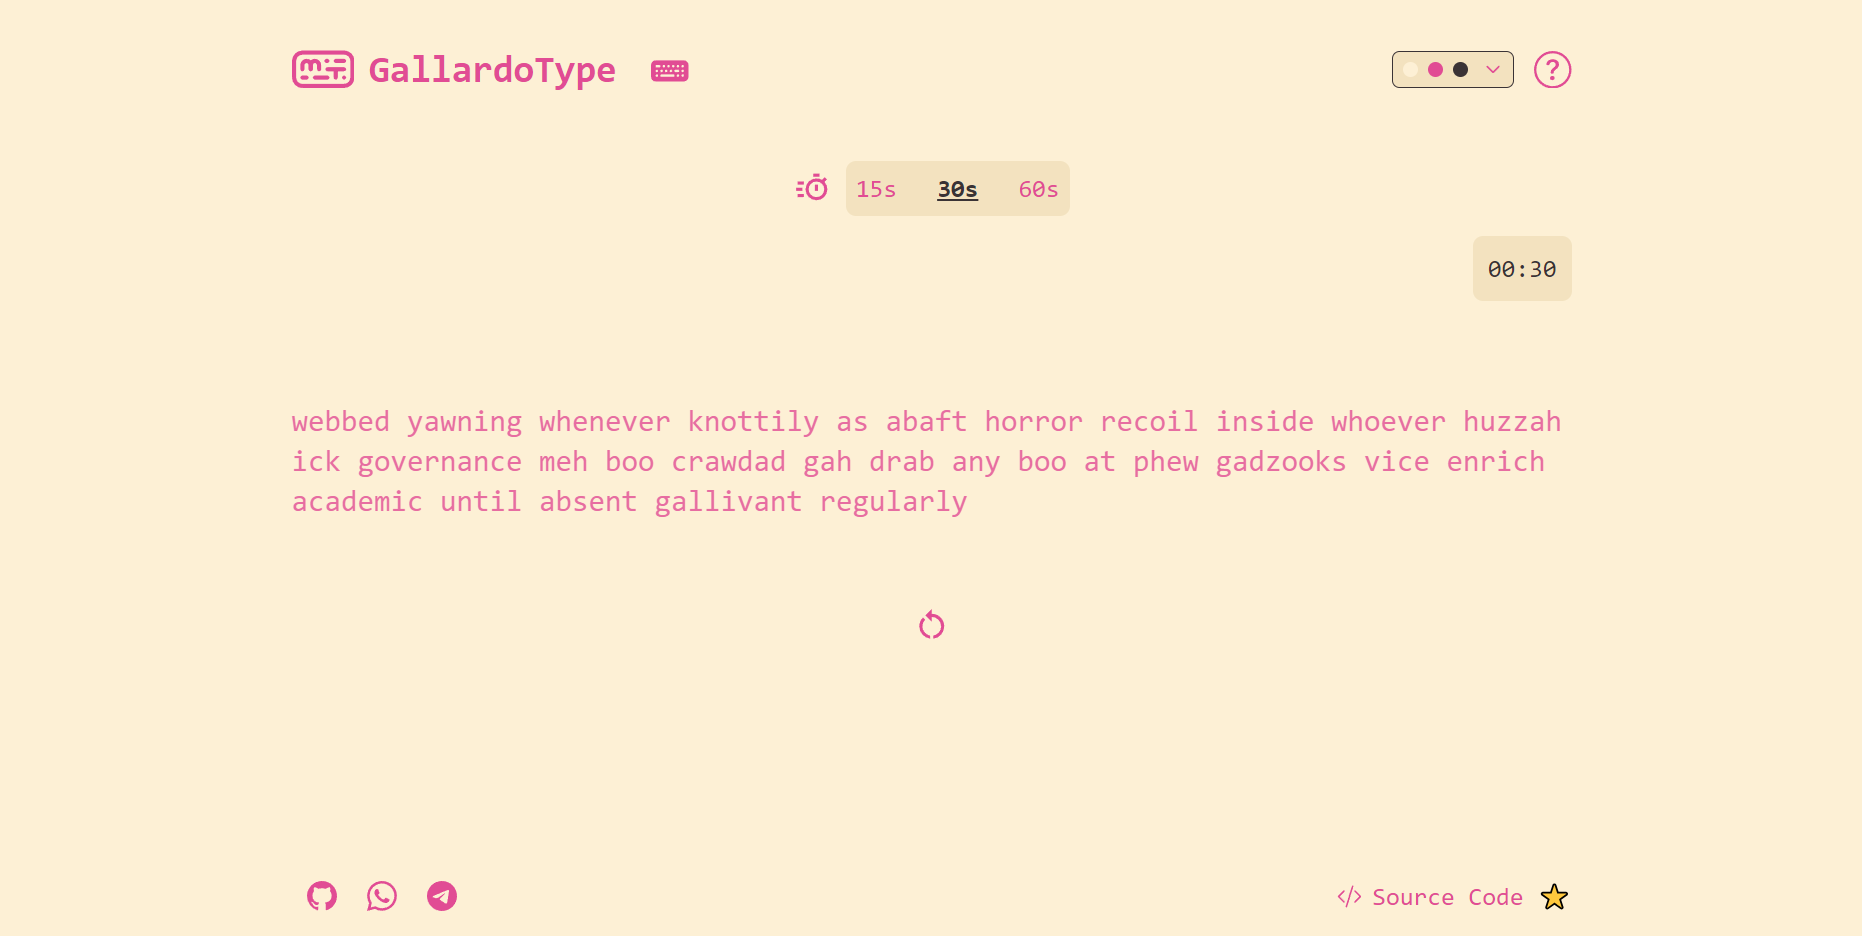 GallardoType
15s 30s 60s
00:30
webbed yawning whenever knottily as abaft horror recoil inside whoever huzzah
ick governance meh boo crawdad gah drab any boo at phew gadzooks vice enrich
academic until absent gallivant regularly
Source Code